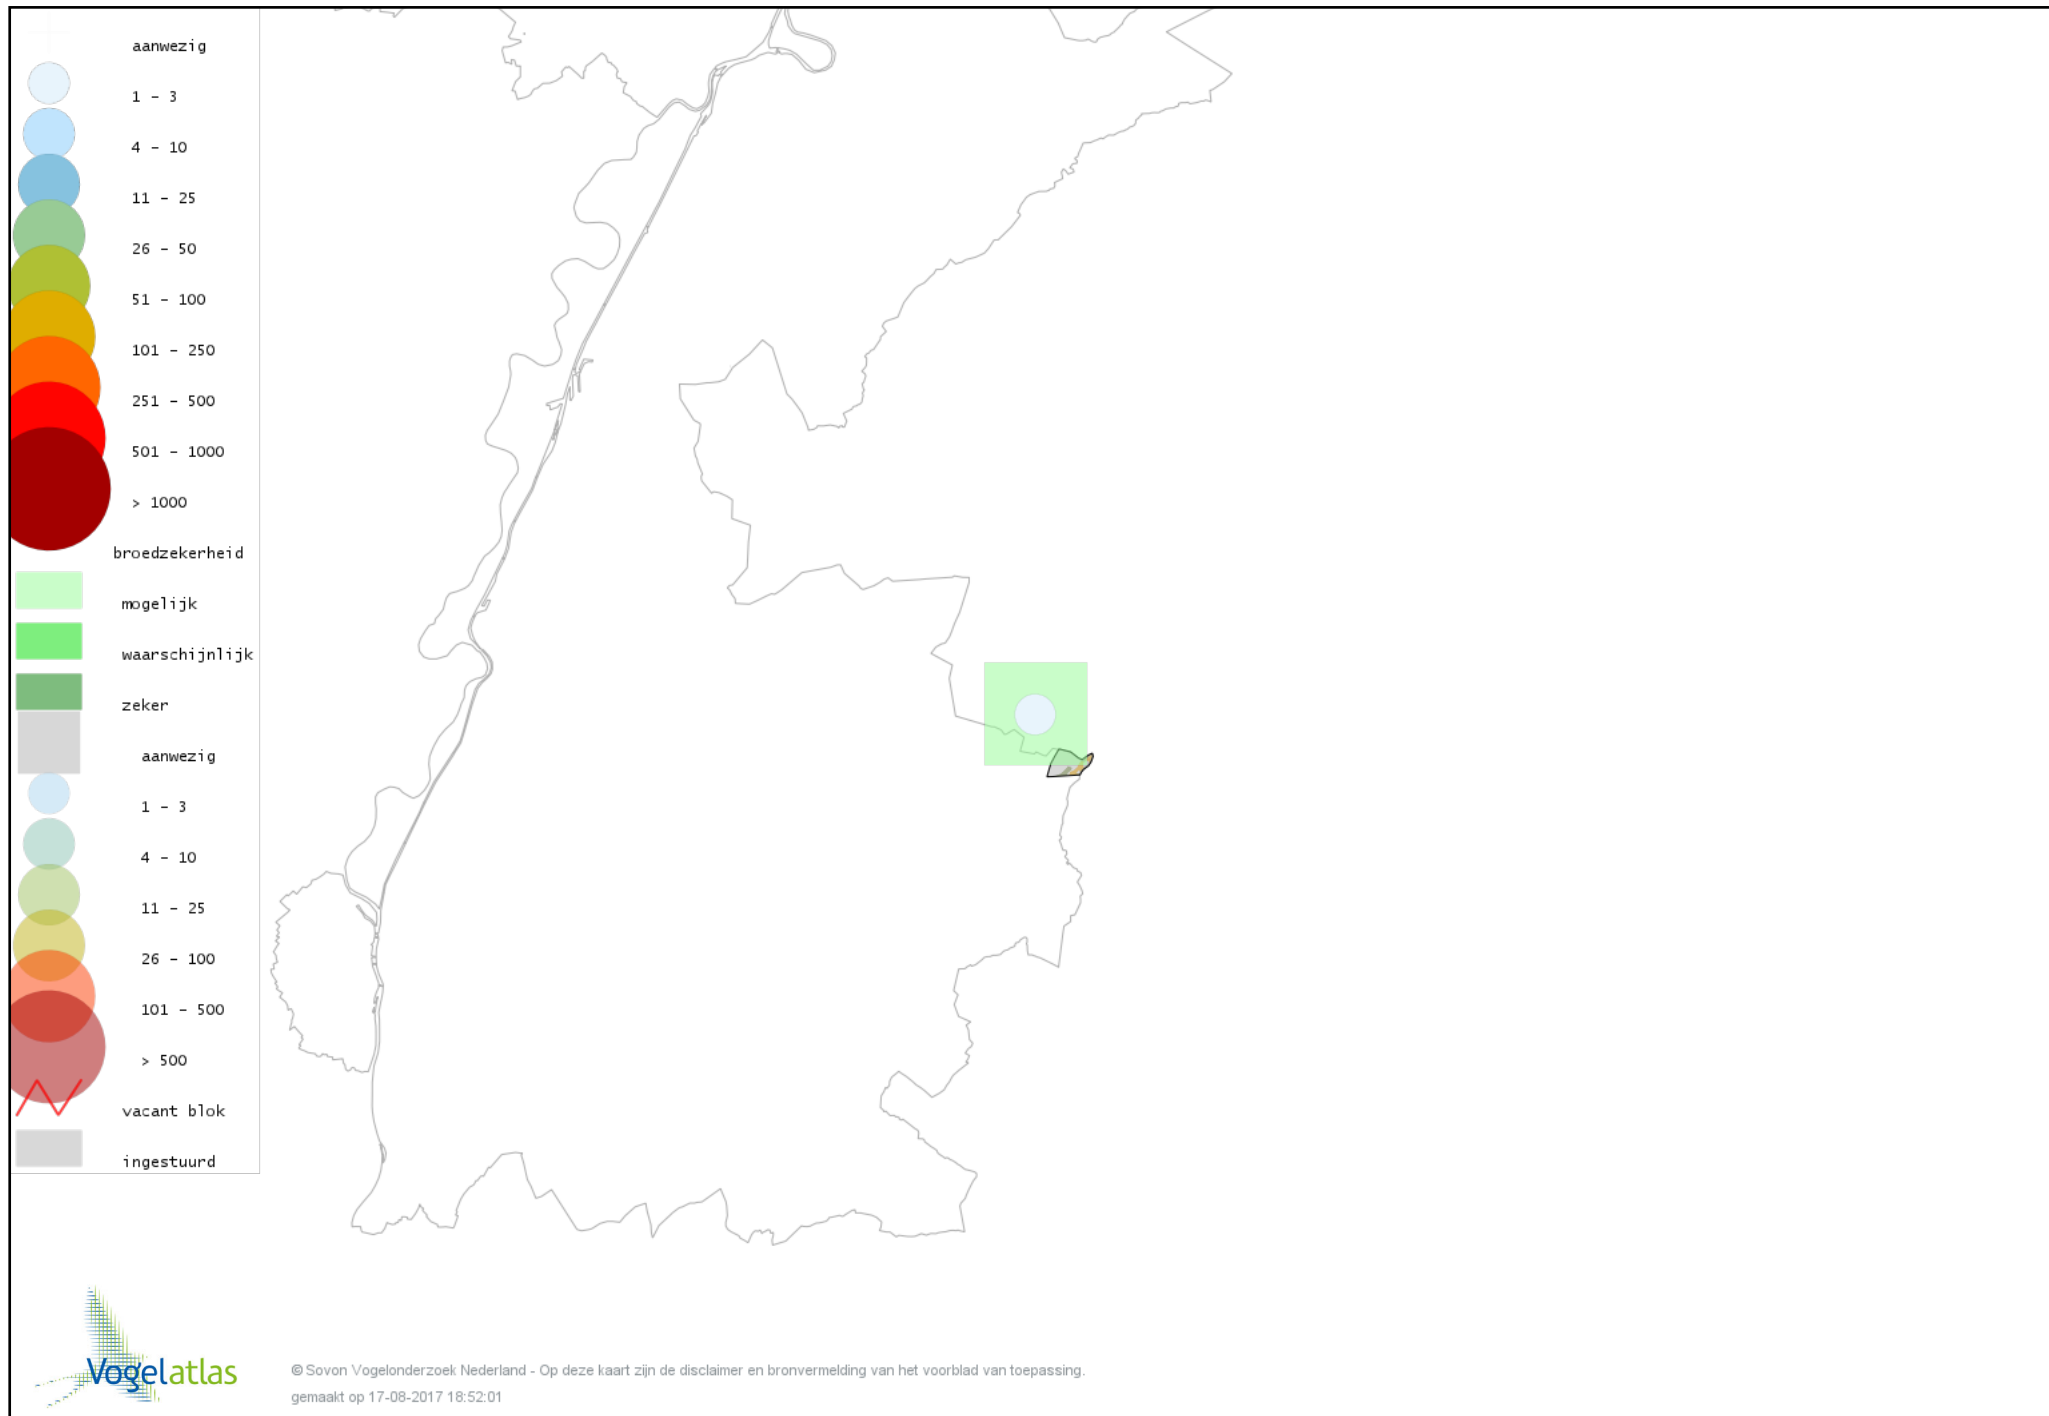 aanwezig
1 – 3
4 – 10
11 – 25
26 – 50
51 – 100
101 – 250
251 – 500
501 – 1000
> 1000
broedzekerheid
mogelijk
waarschijnlijk
zeker
aanwezig
1 – 3
4 – 10
11 – 25
26 – 100
101 – 500
> 500
vacant blok
ingestuurd
Vogelatlas
© Sovon Vogelonderzoek Nederland - Op deze kaart zijn de disclaimer en bronvermelding van het voorblad van toepassing.
gemaakt op 17-08-2017 18:52:01